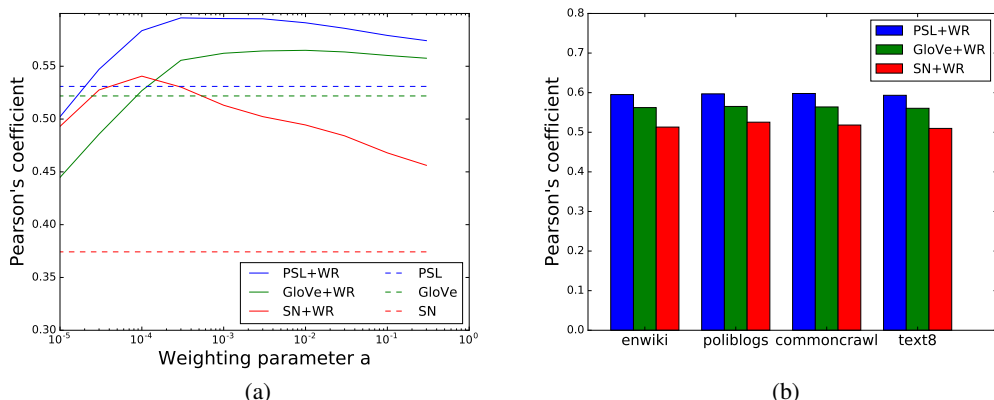 Pearson's coefficient
0.55
0.50
0.45
0.40
0.35
0.30
10^-5 10^-4 10^-3 10^-2 10^-1 10^0
Weighting parameter a
PSL+WR PSL
GloVe+WR GloVe
SN+WR SN
(a)
Pearson's coefficient
0.8
0.7
0.6
0.5
0.4
0.3
0.2
0.1
0.0
enwiki poliblogs commoncrawl text8
PSL+WR
GloVe+WR
SN+WR
(b)